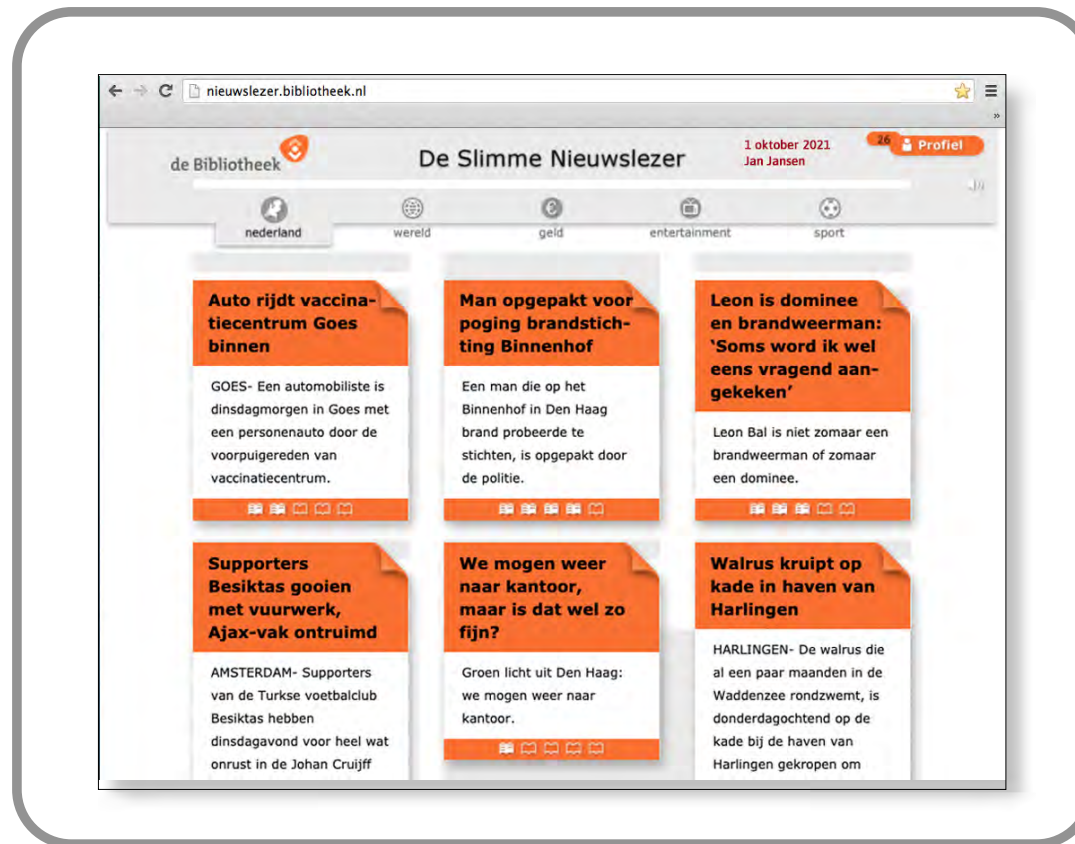 nieuwslezer.bibliotheek.nl
»
de Bibliotheek
De Slimme Nieuwslezer
1 oktober 2021
Jan Jansen
26
Profiel
nederland
wereld
geld
entertainment
sport
Auto rijdt vaccina-
tiecentrum Goes
binnen
GOES- Een automobiliste is
dinsdagmorgen in Goes met
een personenauto door de
voorpuigereden van
vaccinatiecentrum.
Man opgepakt voor
poging brandstich-
ting Binnenhof
Een man die op het
Binnenhof in Den Haag
brand probeerde te
stichten, is opgepakt door
de politie.
Leon is dominee
en brandweerman:
‘Soms word ik wel
eens vragend aan-
gekeken’
Leon Bal is niet zomaar een
brandweerman of zomaar
een dominee.
Supporters
Besiktas gooien
met vuurwerk,
Ajax-vak ontruimd
AMSTERDAM- Supporters
van de Turkse voetbalclub
Besiktas hebben
dinsdagavond voor heel wat
onrust in de Johan Cruijff
We mogen weer
naar kantoor,
maar is dat wel zo
fijn?
Groen licht uit Den Haag:
we mogen weer naar
kantoor.
Walrus kruipt op
kade in haven van
Harlingen
HARLINGEN- De walrus die
al een paar maanden in de
Waddenzee rondzwemt, is
donderdagochtend op de
kade bij de haven van
Harlingen gekropen om